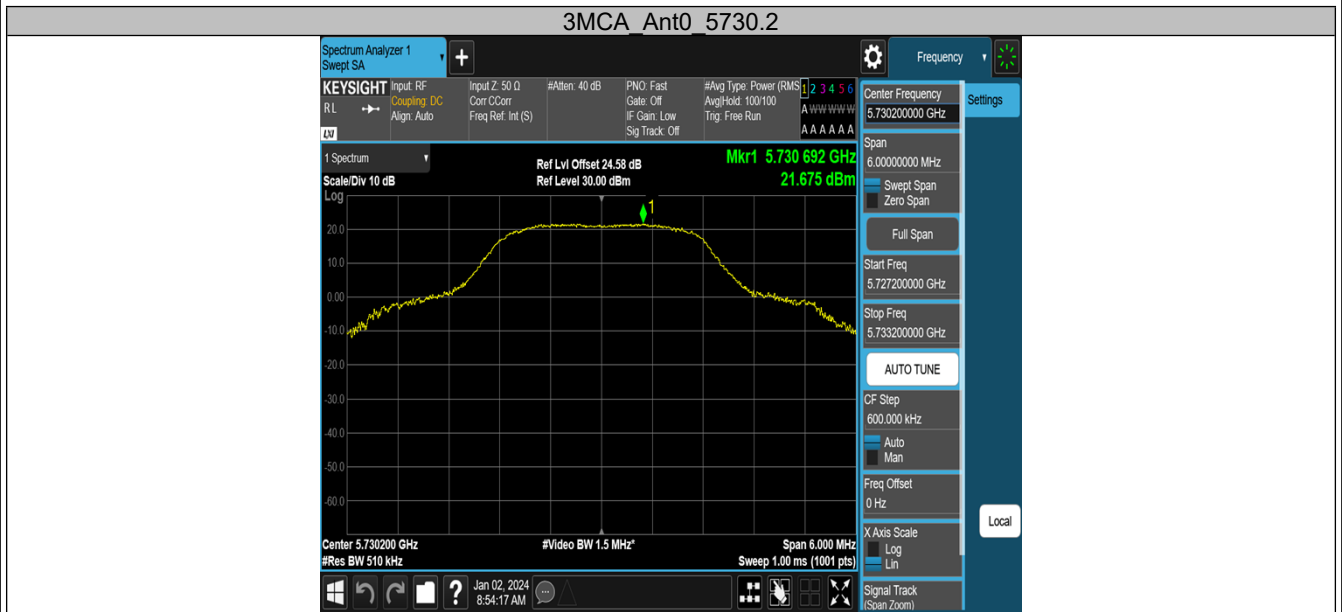 3MCA_Ant0_5730.2
Spectrum Analyzer 1
Swept SA
+
Frequency
KEYSIGHT
RL
LXI
Input: RF
Coupling: DC
Align: Auto
Input Z: 50 Ω
Corr CCorr
Freq Ref: Int (S)
#Atten: 40 dB
PNO: Fast
Gate: Off
IF Gain: Low
Sig Track: Off
#Avg Type: Power (RMS
Avg|Hold: 100/100
Trig: Free Run
1 2 3 4 5 6
A W W W W W
A A A A A A
Center Frequency
5.730200000 GHz
Settings
1 Spectrum
Scale/Div 10 dB
Log
Ref Lvl Offset 24.58 dB
Ref Level 30.00 dBm
Mkr1 5.730 692 GHz
21.675 dBm
1
20.0
10.0
0.00
-10.0
-20.0
-30.0
-40.0
-50.0
-60.0
Center 5.730200 GHz
#Res BW 510 kHz
#Video BW 1.5 MHz*
Span 6.000 MHz
Sweep 1.00 ms (1001 pts)
Span
6.00000000 MHz
Swept Span
Zero Span
Full Span
Start Freq
5.727200000 GHz
Stop Freq
5.733200000 GHz
AUTO TUNE
CF Step
600.000 kHz
Auto
Man
Freq Offset
0 Hz
X Axis Scale
Log
Lin
Signal Track
(Span Zoom)
Local
?
Jan 02, 2024
8:54:17 AM